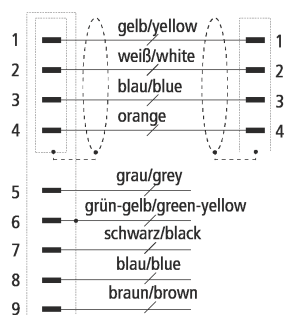 gelb/yellow
1 1
weiß/white
2 2
blau/blue
3 3
orange
4 4
grau/grey
5
grün-gelb/green-yellow
6
schwarz/black
7
blau/blue
8
braun/brown
9